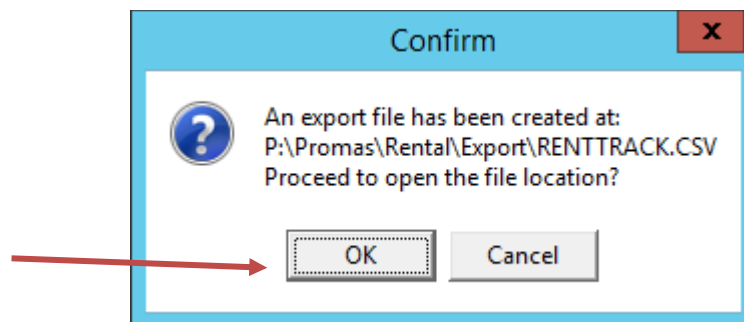 Confirm
x
An export file has been created at:
P:\Promas\Rental\Export\RENTTRACK.CSV
Proceed to open the file location?
OK
Cancel